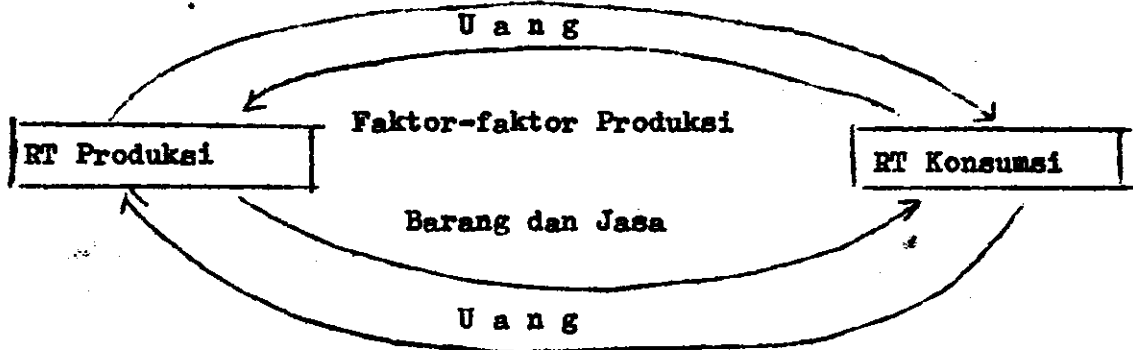 U a n g
Faktor-faktor Produksi
RT Produksi
RT Konsumsi
Barang dan Jasa
U a n g